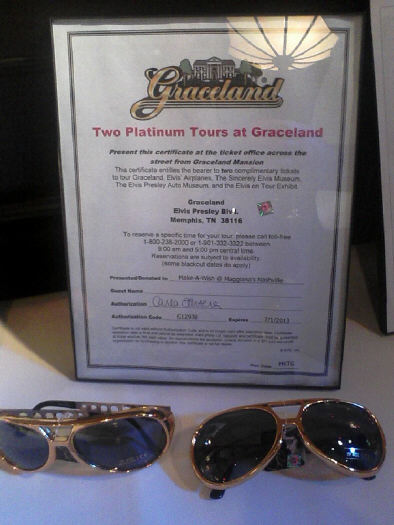 Graceland
Two Platinum Tours at Graceland
Present this certificate at the ticket office across the
street from Graceland Mansion
This certificate entitles the bearer to two complimentary tickets
to tour Graceland, Elvis' Airplanes, The Sincerely Elvis Museum,
The Elvis Presley Auto Museum, and the Elvis on Tour Exhibit.
Graceland
Elvis Presley Blvd.
Memphis, TN 38116
To reserve a specific time for your tour, please call toll-free
1-800-238-2000 or 1-901-332-3322 between
9:00 am and 5:00 pm central time.
Reservations are subject to availability.
(some blackout dates do apply)
Presented/Donated to Make-A-Wish @ Maggiano's Nashville
Guest Name
Authorization
Authorization Code Expires 7/1/2013